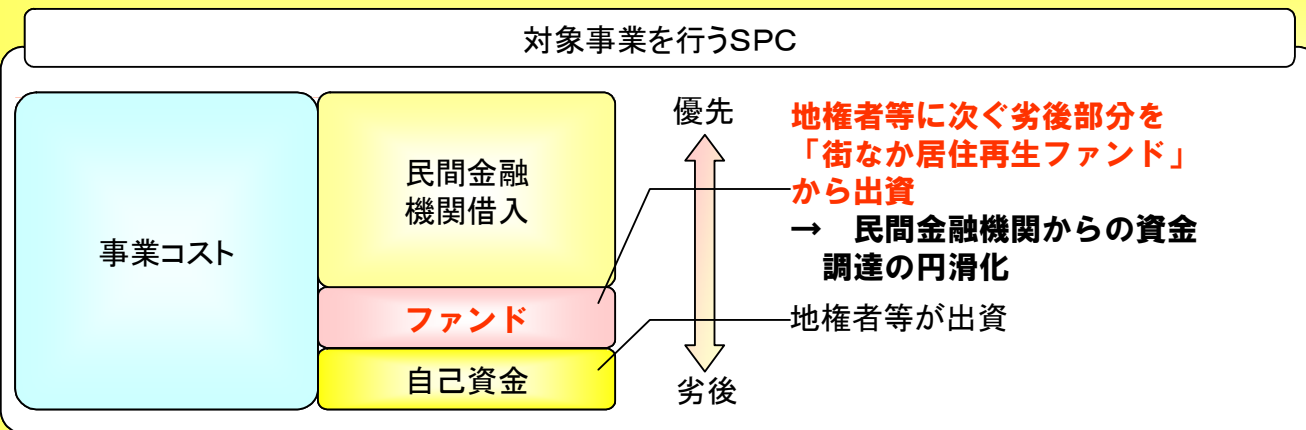 対象事業を行うSPC
事業コスト
民間金融
機関借入
ファンド
自己資金
優先
劣後
地権者等に次ぐ劣後部分を
「街なか居住再生ファンド」
から出資
→　民間金融機関からの資金
調達の円滑化
地権者等が出資